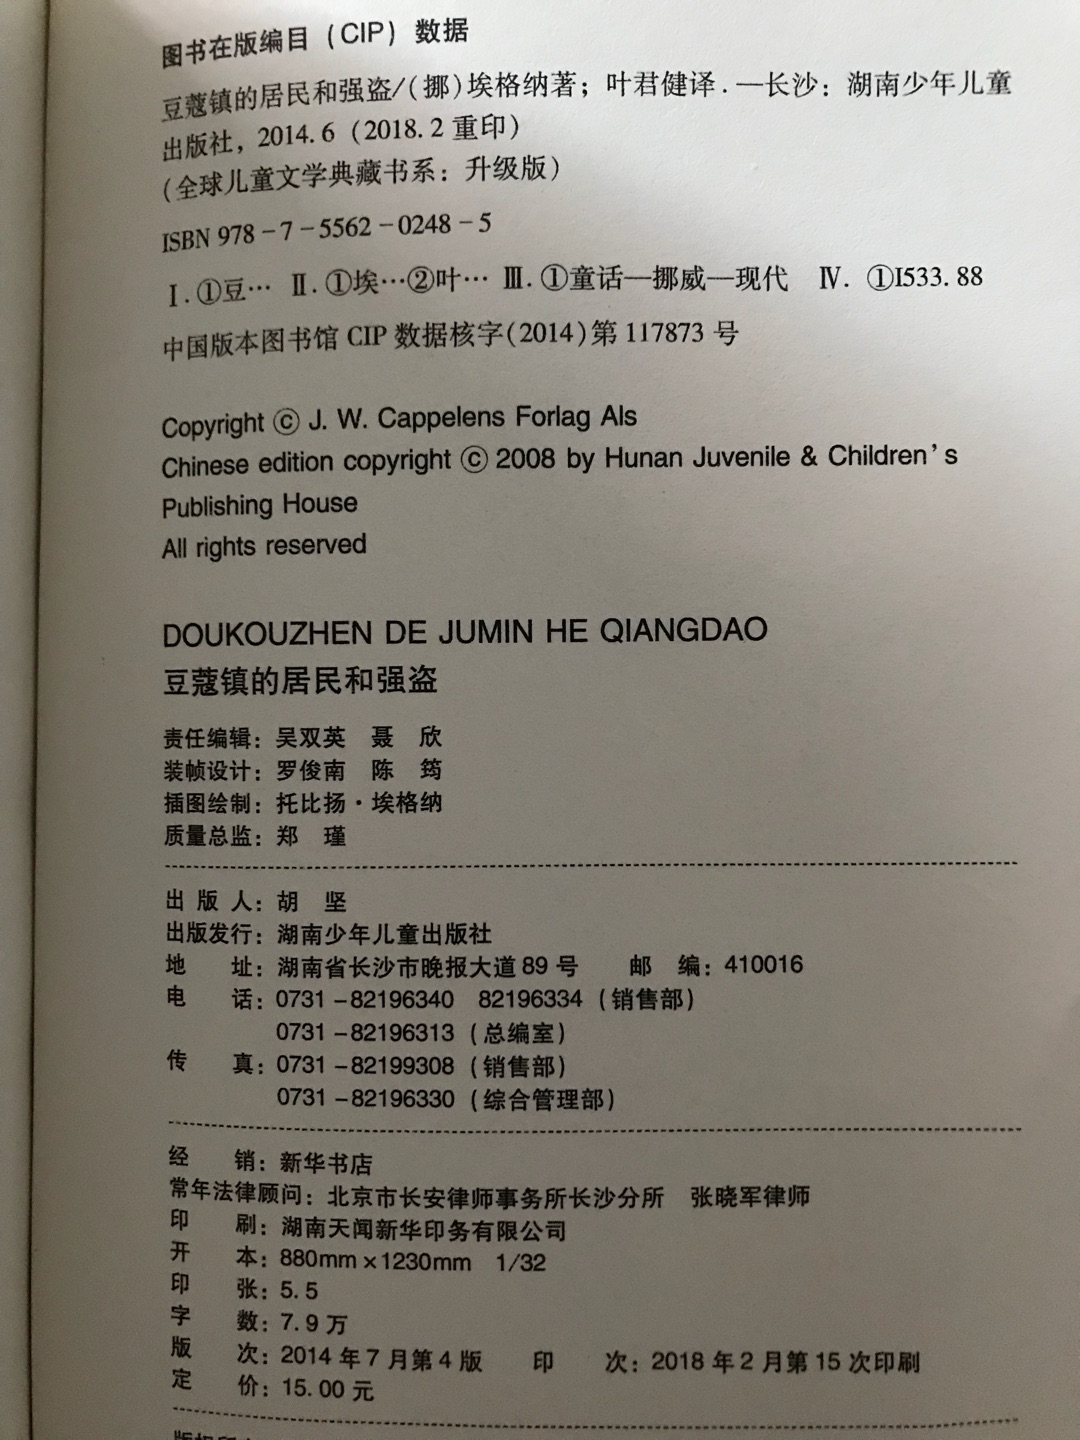 图书在版编目（CIP）数据
豆蔻镇的居民和强盗/(挪)埃格纳著；叶君健译．—长沙：湖南少年儿童
出版社，2014.6（2018.2重印）
（全球儿童文学典藏书系：升级版）
ISBN 978－7－5562－0248－5
Ⅰ.①豆… Ⅱ.①埃…②叶… Ⅲ.①童话—挪威—现代 Ⅳ. ①I533.88
中国版本图书馆 CIP 数据核字(2014)第 117873 号
Copyright ⓒ J. W. Cappelens Forlag Als
Chinese edition copyright ⓒ 2008 by Hunan Juvenile & Children's
Publishing House
All rights reserved
DOUKOUZHEN DE JUMIN HE QIANGDAO
豆蔻镇的居民和强盗
责任编辑：吴双英 聂 欣
装帧设计：罗俊南 陈 筠
插图绘制：托比扬·埃格纳
质量总监：郑 瑾
出 版 人：胡 坚
出版发行：湖南少年儿童出版社
地 址：湖南省长沙市晚报大道 89 号 邮 编：410016
电 话：0731－82196340 82196334（销售部）
0731－82196313（总编室）
传 真：0731－82199308（销售部）
0731－82196330（综合管理部）
经 销：新华书店
常年法律顾问：北京市长安律师事务所长沙分所 张晓军律师
印 刷：湖南天闻新华印务有限公司
开 本：880mm×1230mm 1/32
印 张：5.5
字 数：7.9 万
版 次：2014 年 7 月第 4 版 印 次：2018 年 2 月第 15 次印刷
定 价：15.00 元